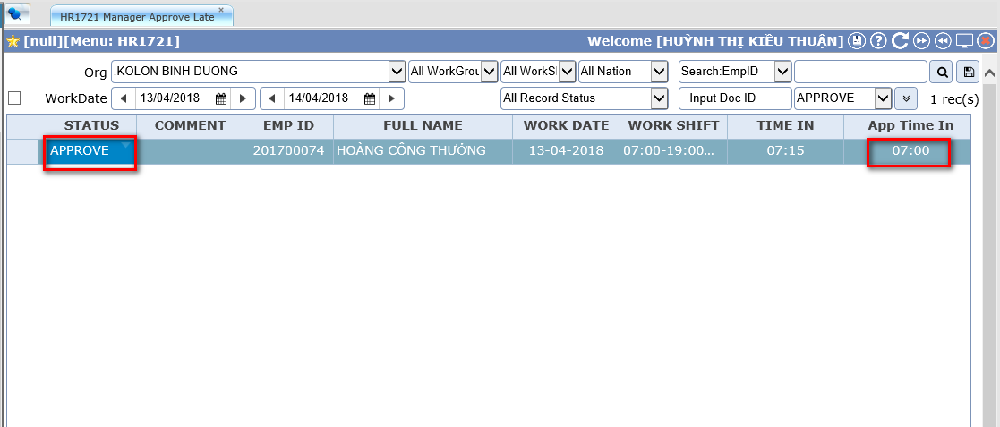 HR1721 Manager Approve Late ×
[null][Menu: HR1721] Welcome [HUỲNH THỊ KIỀU THUẬN]
Org .KOLON BINH DUONG All WorkGrou All WorkS All Nation Search:EmpID
WorkDate 13/04/2018 14/04/2018 All Record Status Input Doc ID APPROVE 1 rec(s)
STATUS COMMENT EMP ID FULL NAME WORK DATE WORK SHIFT TIME IN App Time In
APPROVE 201700074 HOÀNG CÔNG THƯỞNG 13-04-2018 07:00-19:00... 07:15 07:00